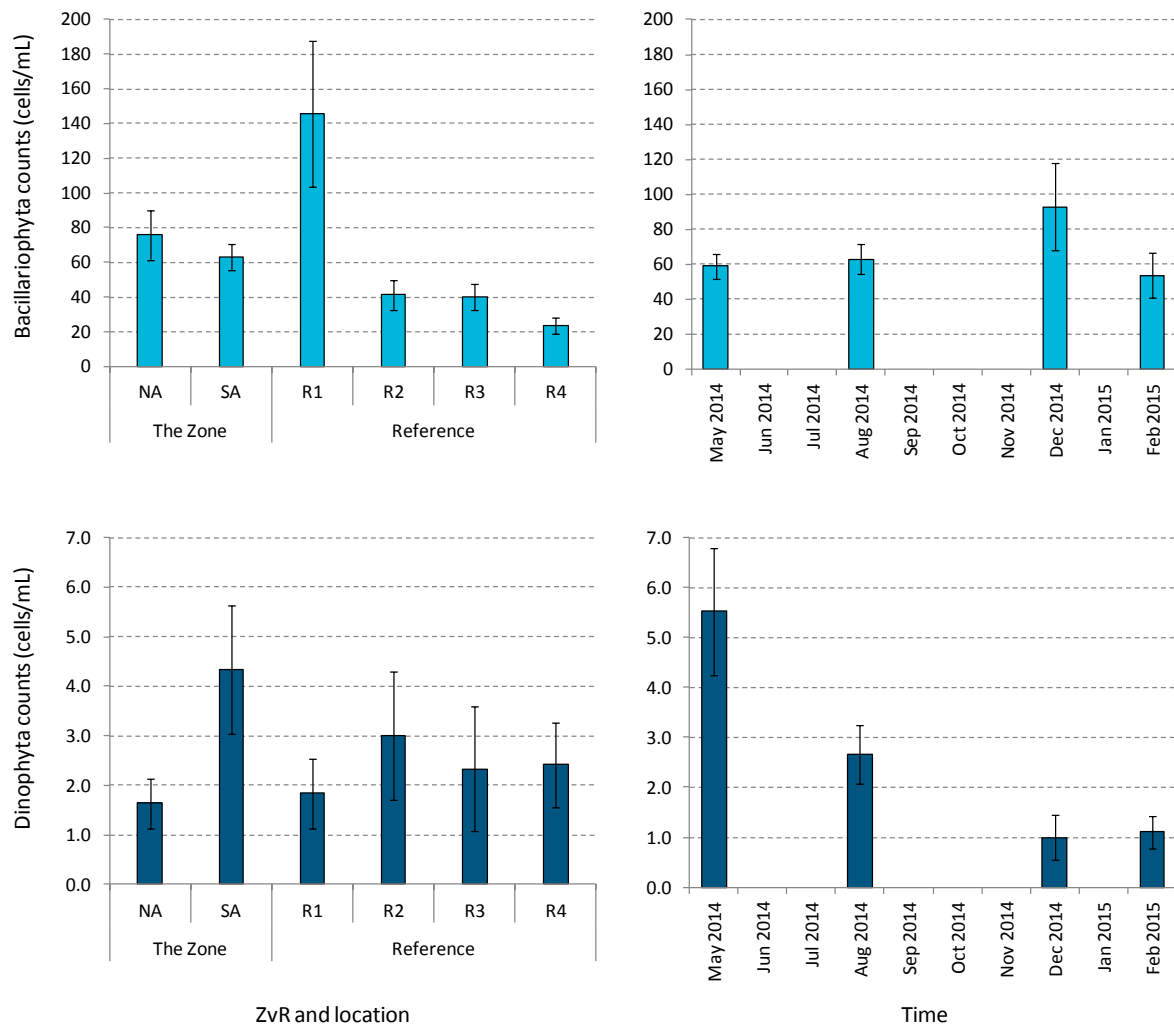 Bacillariophyta counts (cells/mL)
200
180
160
140
120
100
80
60
40
20
0
NA SA R1 R2 R3 R4
The Zone Reference
200
180
160
140
120
100
80
60
40
20
0
May 2014
Jun 2014
Jul 2014
Aug 2014
Sep 2014
Oct 2014
Nov 2014
Dec 2014
Jan 2015
Feb 2015
Dinophyta counts (cells/mL)
7.0
6.0
5.0
4.0
3.0
2.0
1.0
0.0
NA SA R1 R2 R3 R4
The Zone Reference
ZvR and location
7.0
6.0
5.0
4.0
3.0
2.0
1.0
0.0
May 2014
Jun 2014
Jul 2014
Aug 2014
Sep 2014
Oct 2014
Nov 2014
Dec 2014
Jan 2015
Feb 2015
Time